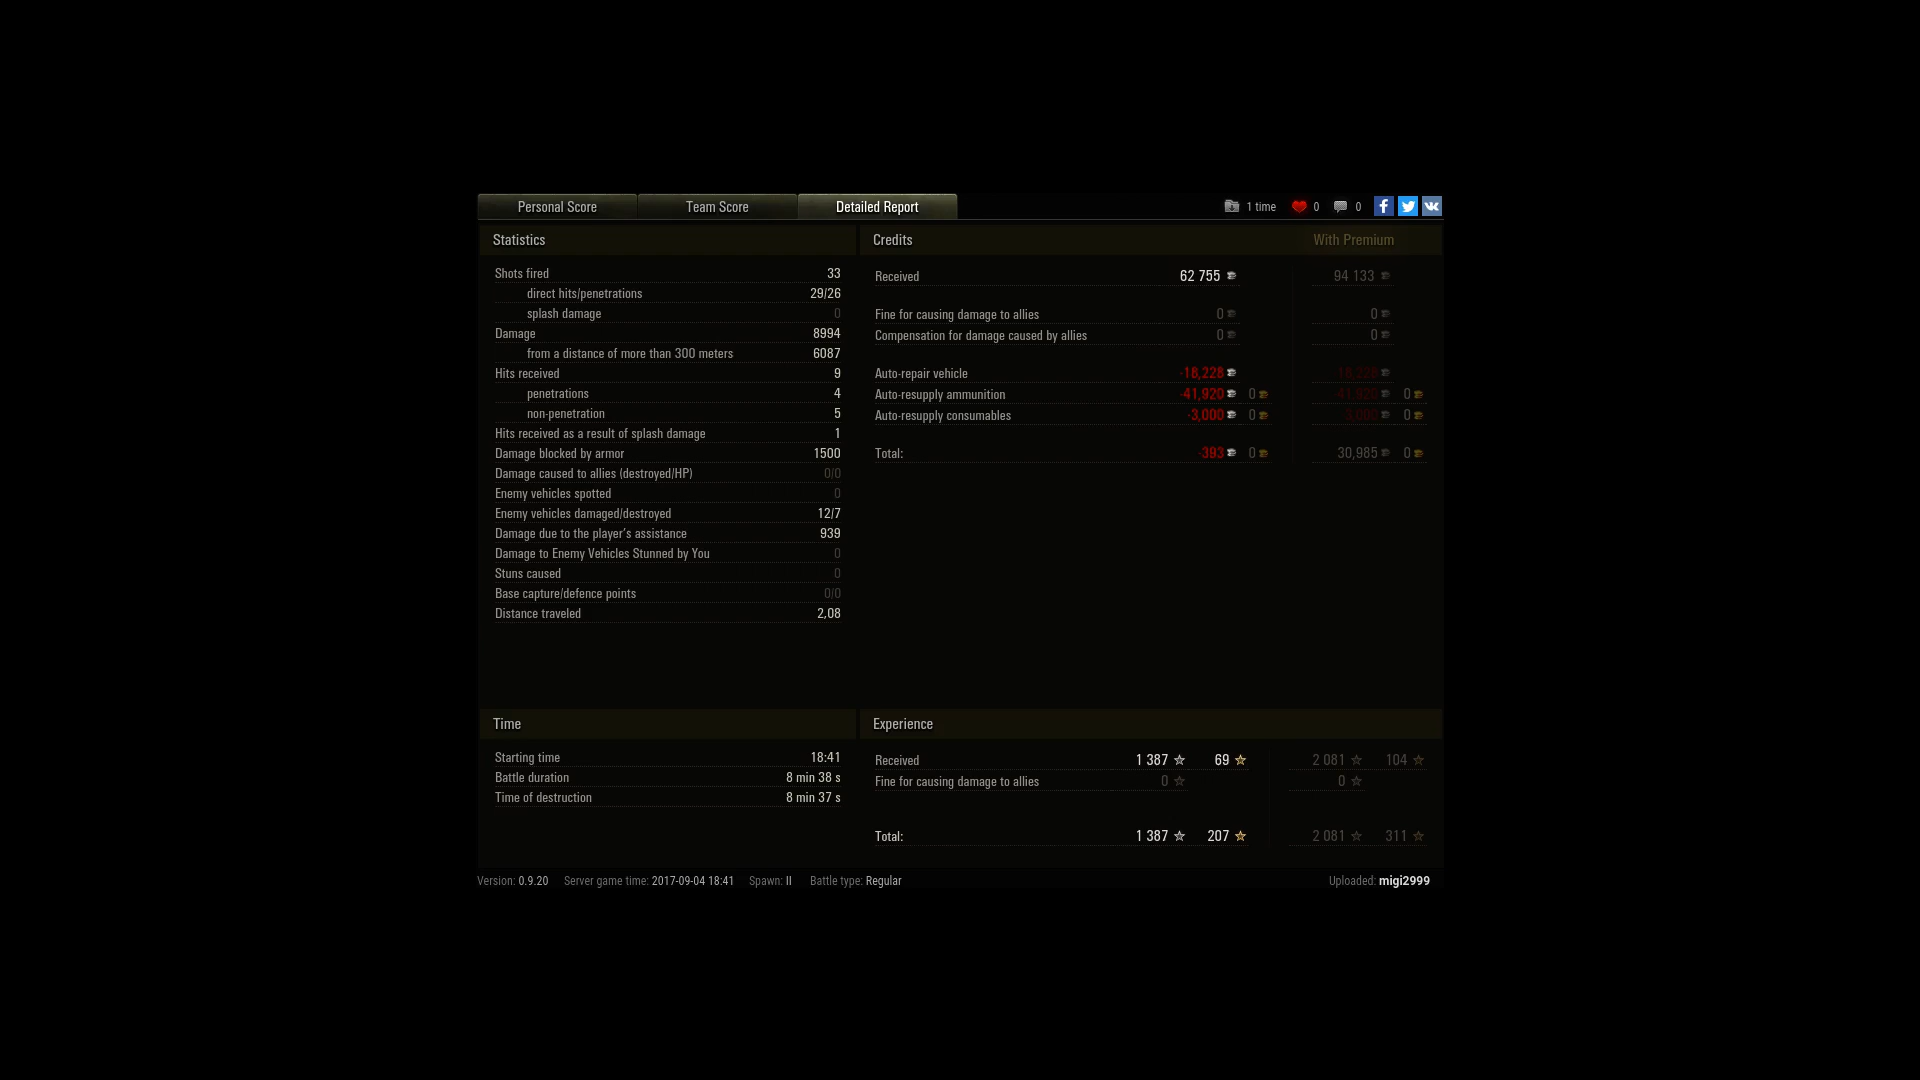 Personal Score Team Score Detailed Report 1 time 0 0
Statistics
Shots fired 33
direct hits/penetrations 29/26
splash damage 0
Damage 8994
from a distance of more than 300 meters 6087
Hits received 9
penetrations 4
non-penetration 5
Hits received as a result of splash damage 1
Damage blocked by armor 1500
Damage caused to allies (destroyed/HP) 0/0
Enemy vehicles spotted 0
Enemy vehicles damaged/destroyed 12/7
Damage due to the player's assistance 939
Damage to Enemy Vehicles Stunned by You 0
Stuns caused 0
Base capture/defence points 0/0
Distance traveled 2,08
Credits With Premium
Received 62 755 94 133
Fine for causing damage to allies 0 0
Compensation for damage caused by allies 0 0
Auto-repair vehicle -18,228 -18,228
Auto-resupply ammunition -41,920 0 -41,920 0
Auto-resupply consumables -3,000 0 -3,000 0
Total: -393 0 30,985 0
Time
Starting time 18:41
Battle duration 8 min 38 s
Time of destruction 8 min 37 s
Experience
Received 1 387 69 2 081 104
Fine for causing damage to allies 0 0
Total: 1 387 207 2 081 311
Version: 0.9.20 Server game time: 2017-09-04 18:41 Spawn: II Battle type: Regular Uploaded: migi2999